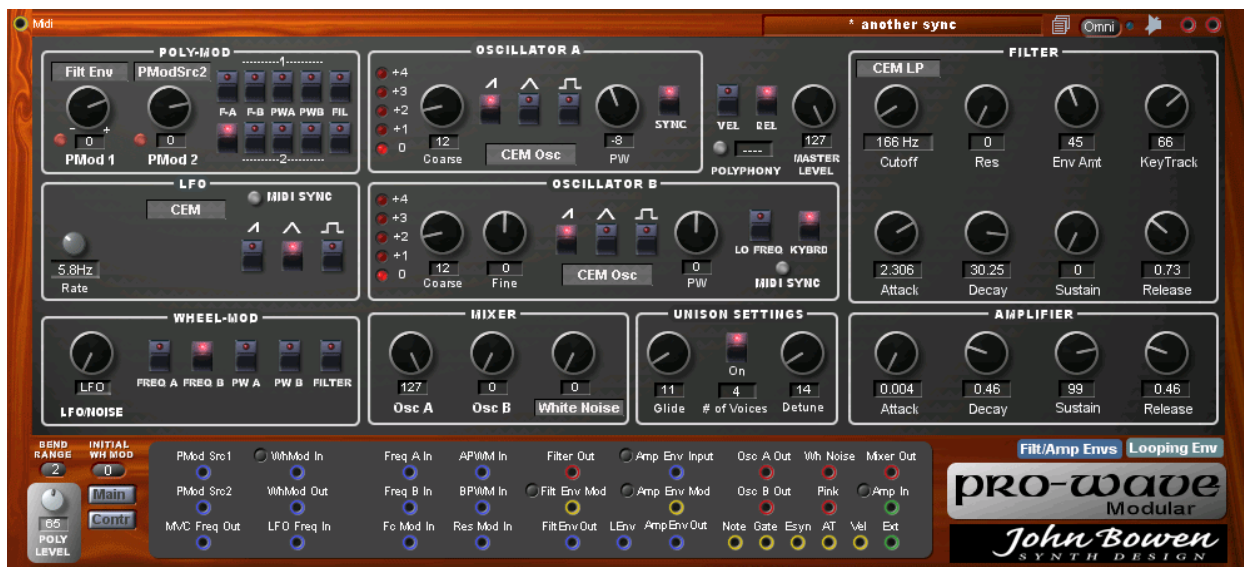 Midi
* another sync
Omni
POLY-MOD
Filt Env PModSrc2
----------1----------
F-A F-B PWA PWB FIL
- + 0 0
PMod 1 PMod 2
----------2----------
OSCILLATOR A
+4
+3
+2
+1
0
12
Coarse
CEM Osc
-8
PW
SYNC
VEL REL
----
POLYPHONY
127
MASTER
LEVEL
FILTER
CEM LP
166 Hz 0 45 66
Cutoff Res Env Amt KeyTrack
2.306 30.25 0 0.73
Attack Decay Sustain Release
LFO
CEM
MIDI SYNC
5.8Hz
Rate
OSCILLATOR B
+4
+3
+2
+1
0
12 0
Coarse Fine
CEM Osc
0
PW
LO FREQ KYBRD
MIDI SYNC
WHEEL-MOD
LFO
LFO/NOISE
FREQ A FREQ B PW A PW B FILTER
MIXER
127 0 0
Osc A Osc B White Noise
UNISON SETTINGS
On
11 4 14
Glide # of Voices Detune
AMPLIFIER
0.004 0.46 99 0.46
Attack Decay Sustain Release
BEND
RANGE
2
INITIAL
WH MOD
0
Main
Contr
65
POLY
LEVEL
PMod Src1 WhMod In Freq A In APWM In Filter Out Amp Env Input Osc A Out Wh Noise Mixer Out
PMod Src2 WhMod Out Freq B In BPWM In Filt Env Mod Amp Env Mod Osc B Out Pink Amp In
MVC Freq Out LFO Freq In Fc Mod In Res Mod In FiltEnvOut LEnv AmpEnvOut Note Gate Esyn AT Vel Ext
Filt/Amp Envs Looping Env
PRO-WAVE
Modular
John Bowen
SYNTH DESIGN